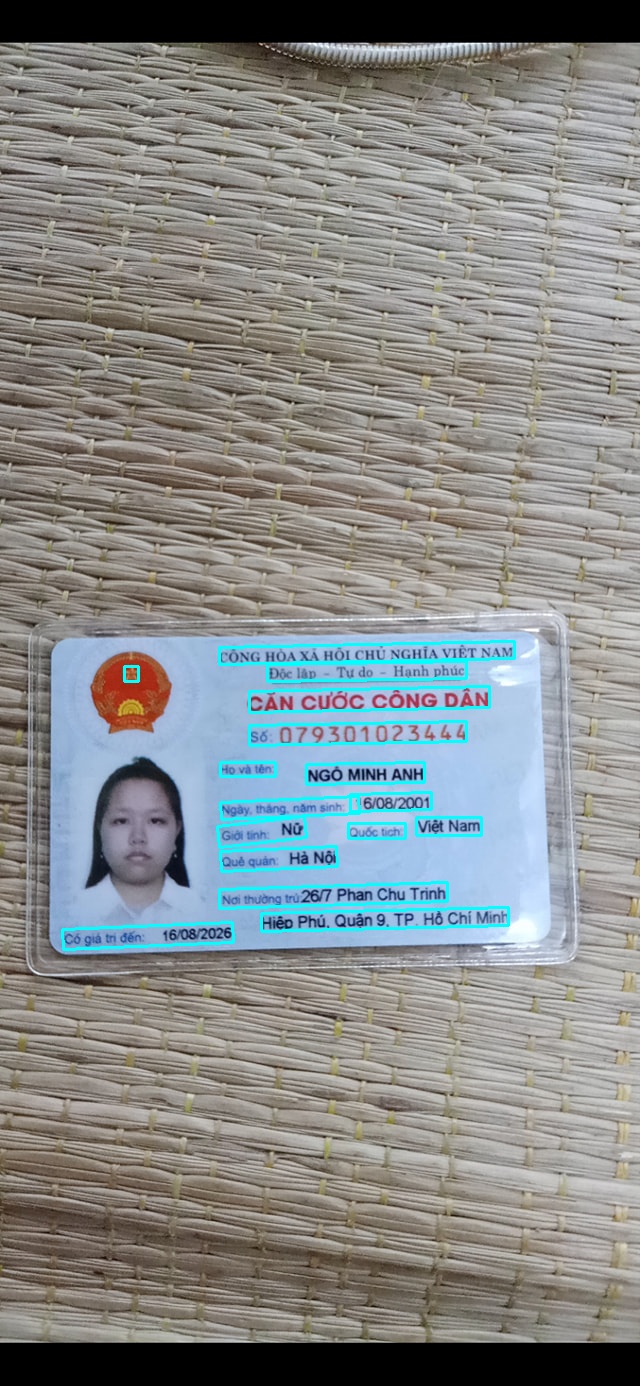 CỘNG HÒA XÃ HỘI CHỦ NGHĨA VIỆT NAM
Độc lập - Tự do - Hạnh phúc
CĂN CƯỚC CÔNG DÂN
Số: 079301023444
Họ và tên: NGÔ MINH ANH
Ngày, tháng, năm sinh: 16/08/2001
Giới tính: Nữ Quốc tịch: Việt Nam
Quê quán: Hà Nội
Nơi thường trú: 26/7 Phan Chu Trinh
Hiệp Phú, Quận 9, TP. Hồ Chí Minh
Có giá trị đến: 16/08/2026